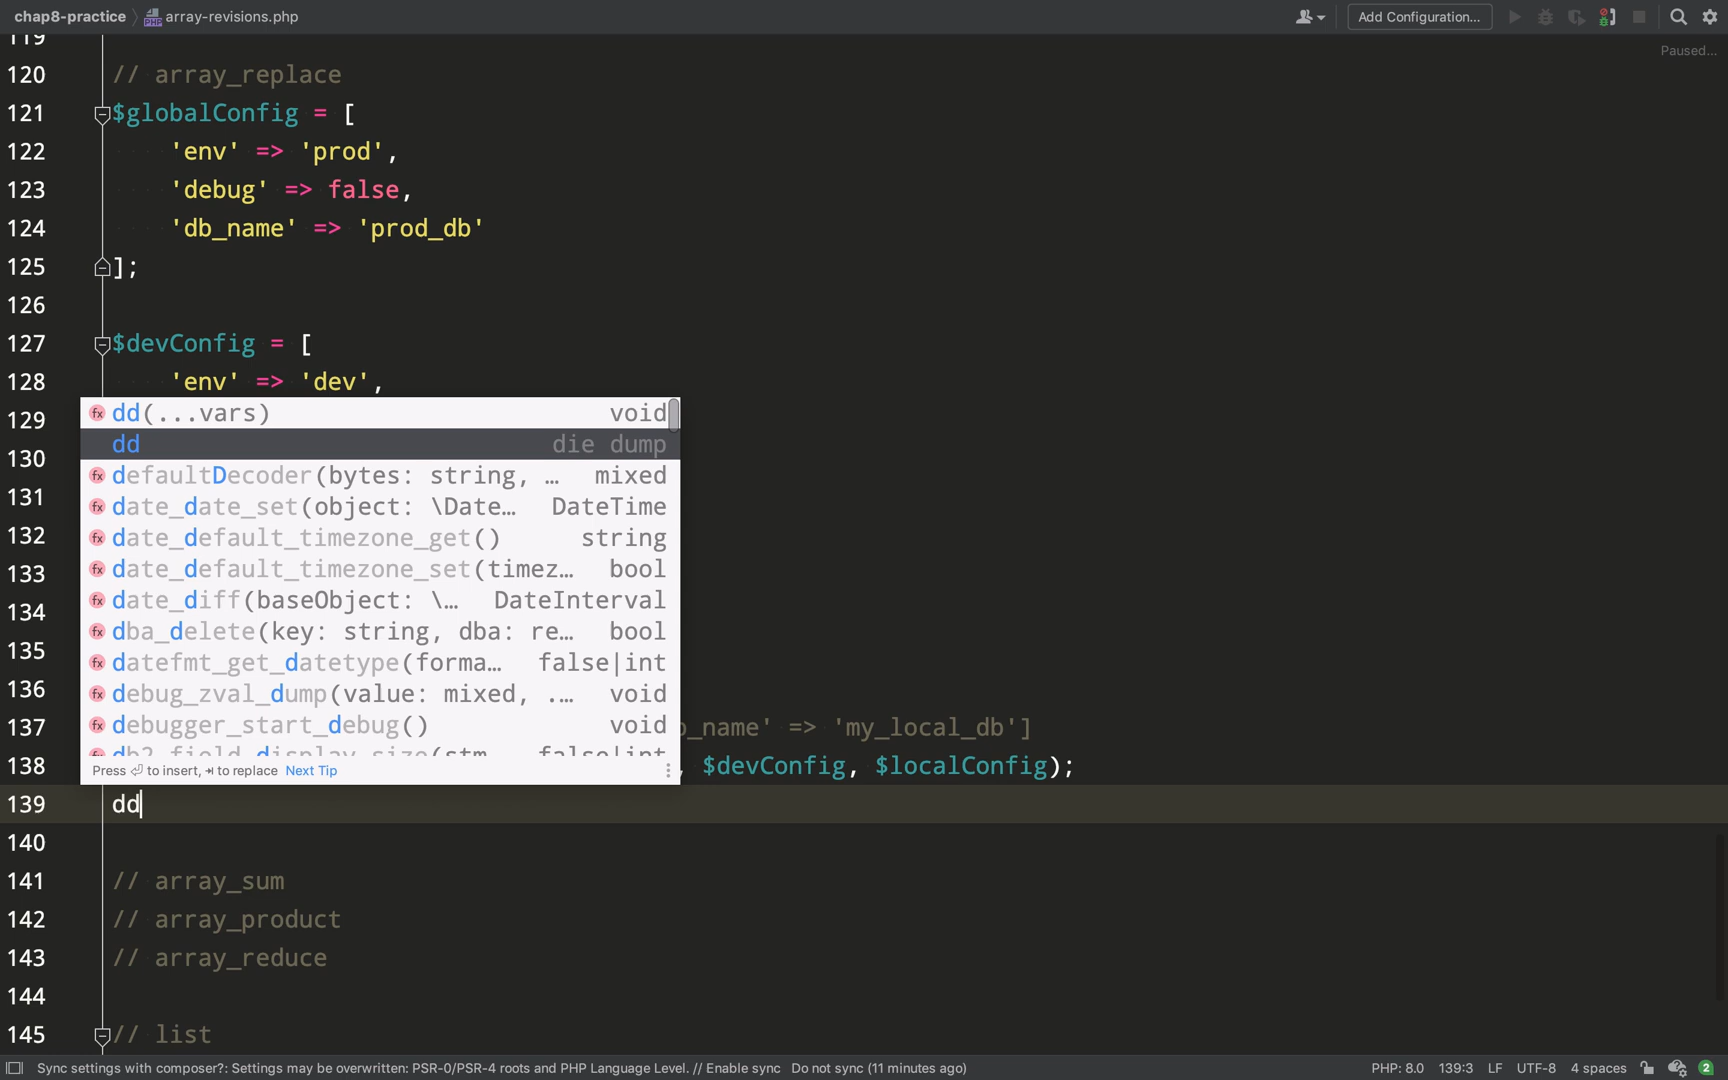 chap8-practice array-revisions.php Add Configuration...
Paused...
119
120 // array_replace
121 $globalConfig = [
122 'env' => 'prod',
123 'debug' => false,
124 'db_name' => 'prod_db'
125 ];
126
127 $devConfig = [
128 'env' => 'dev',
129 dd(...vars) void
130 dd die dump
131 defaultDecoder(bytes: string, … mixed
date_date_set(object: \Date… DateTime
132 date_default_timezone_get() string
133 date_default_timezone_set(timez… bool
134 date_diff(baseObject: \… DateInterval
dba_delete(key: string, dba: re… bool
135 datefmt_get_datetype(forma… false|int
136 debug_zval_dump(value: mixed, .… void
137 debugger_start_debug() void _name' => 'my_local_db']
db2_field_display_size(stm… false|int
138 , $devConfig, $localConfig);
Press ⏎ to insert, ⇥ to replace Next Tip
139 dd
140
141 // array_sum
142 // array_product
143 // array_reduce
144
145 // list
Sync settings with composer?: Settings may be overwritten: PSR-0/PSR-4 roots and PHP Language Level. // Enable sync Do not sync (11 minutes ago) PHP: 8.0 139:3 LF UTF-8 4 spaces 2